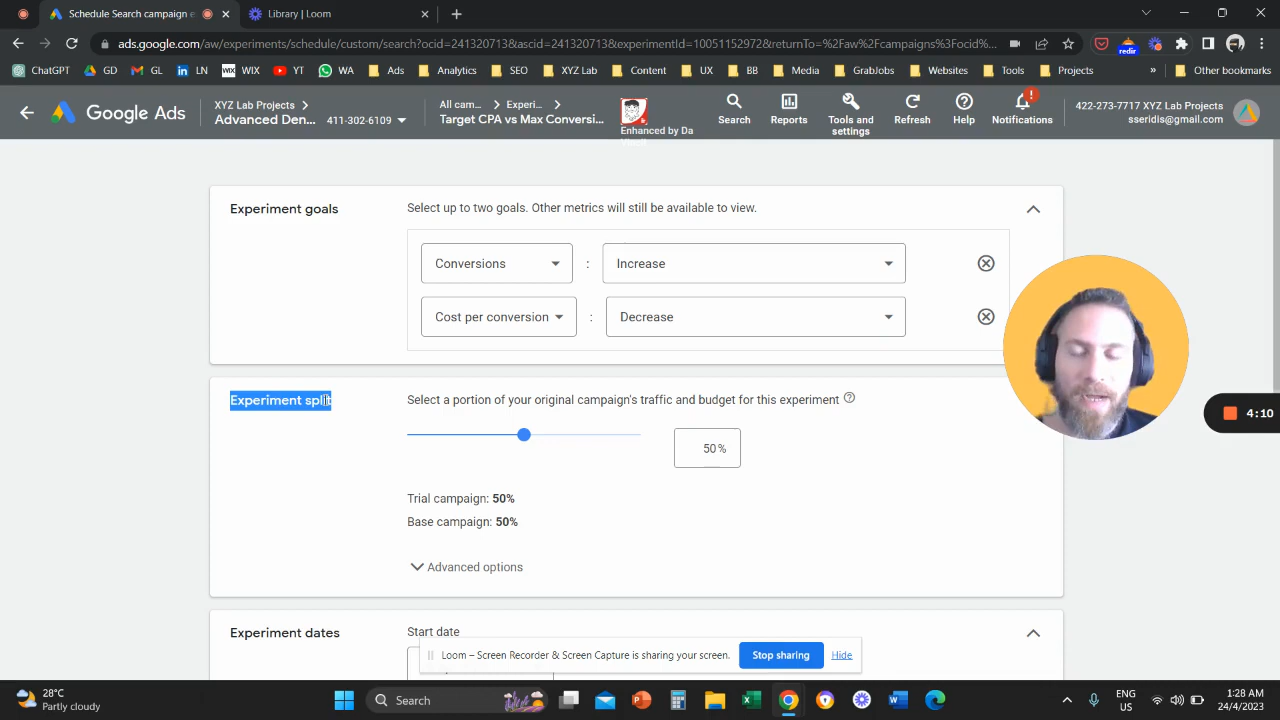 Schedule Search campaign e
Library | Loom
ads.google.com/aw/experiments/schedule/custom/search?cid=241320713&ascid=241320713&experimentId=10051152972&returnTo=%2Faw%2Fcampaigns%3Focid%...
redir
ChatGPT
GD
GL
LN
WIX
WIX
YT
WA
Ads
Analytics
SEO
XYZ Lab
Content
UX
BB
Media
GrabJobs
Websites
Tools
Projects
»
Other bookmarks
Google Ads
XYZ Lab Projects
Advanced Den... 411-302-6109
All cam... Experi...
Target CPA vs Max Conversi...
Enhanced by Da
Search
Reports
Tools and
settings
Refresh
Help
!
Notifications
422-273-7717 XYZ Lab Projects
sseridis@gmail.com
Experiment goals
Select up to two goals. Other metrics will still be available to view.
Conversions : Increase
Cost per conversion : Decrease
Experiment split
Select a portion of your original campaign's traffic and budget for this experiment
50 %
Trial campaign: 50%
Base campaign: 50%
Advanced options
4:10
Experiment dates
Start date
Loom – Screen Recorder & Screen Capture is sharing your screen.
Stop sharing
Hide
28°C
Partly cloudy
Search
ENG
US
1:28 AM
24/4/2023